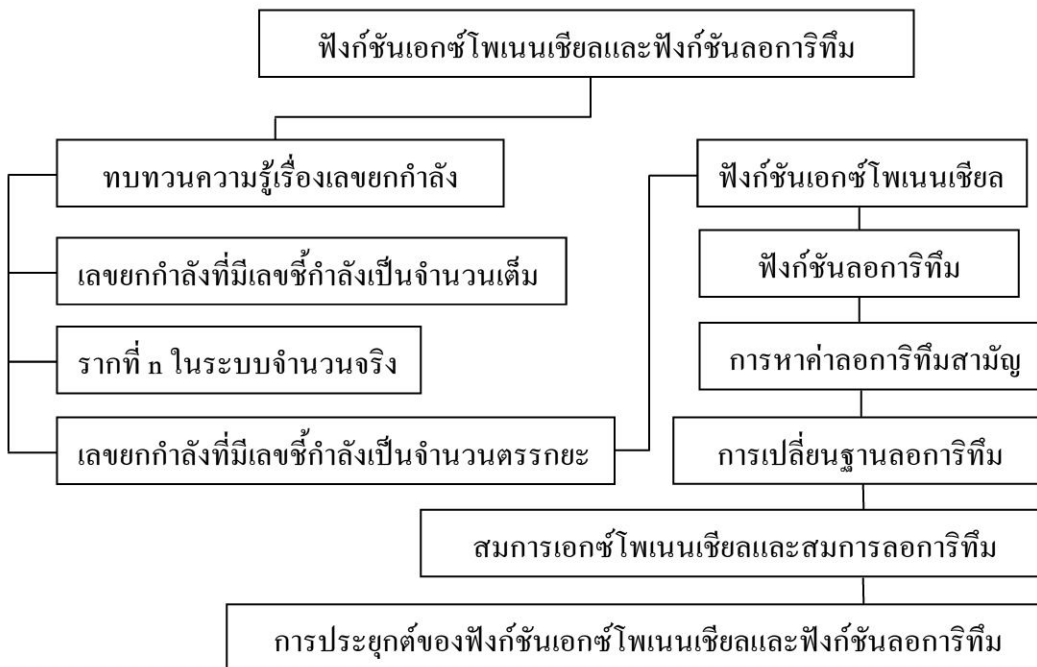 ฟังก์ชันเอกซ์โพเนนเชียลและฟังก์ชันลอการิทึม
ทบทวนความรู้เรื่องเลขยกกำลัง
เลขยกกำลังที่มีเลขชี้กำลังเป็นจำนวนเต็ม
รากที่ n ในระบบจำนวนจริง
เลขยกกำลังที่มีเลขชี้กำลังเป็นจำนวนตรรกยะ
ฟังก์ชันเอกซ์โพเนนเชียล
ฟังก์ชันลอการิทึม
การหาค่าลอการิทึมสามัญ
การเปลี่ยนฐานลอการิทึม
สมการเอกซ์โพเนนเชียลและสมการลอการิทึม
การประยุกต์ของฟังก์ชันเอกซ์โพเนนเชียลและฟังก์ชันลอการิทึม